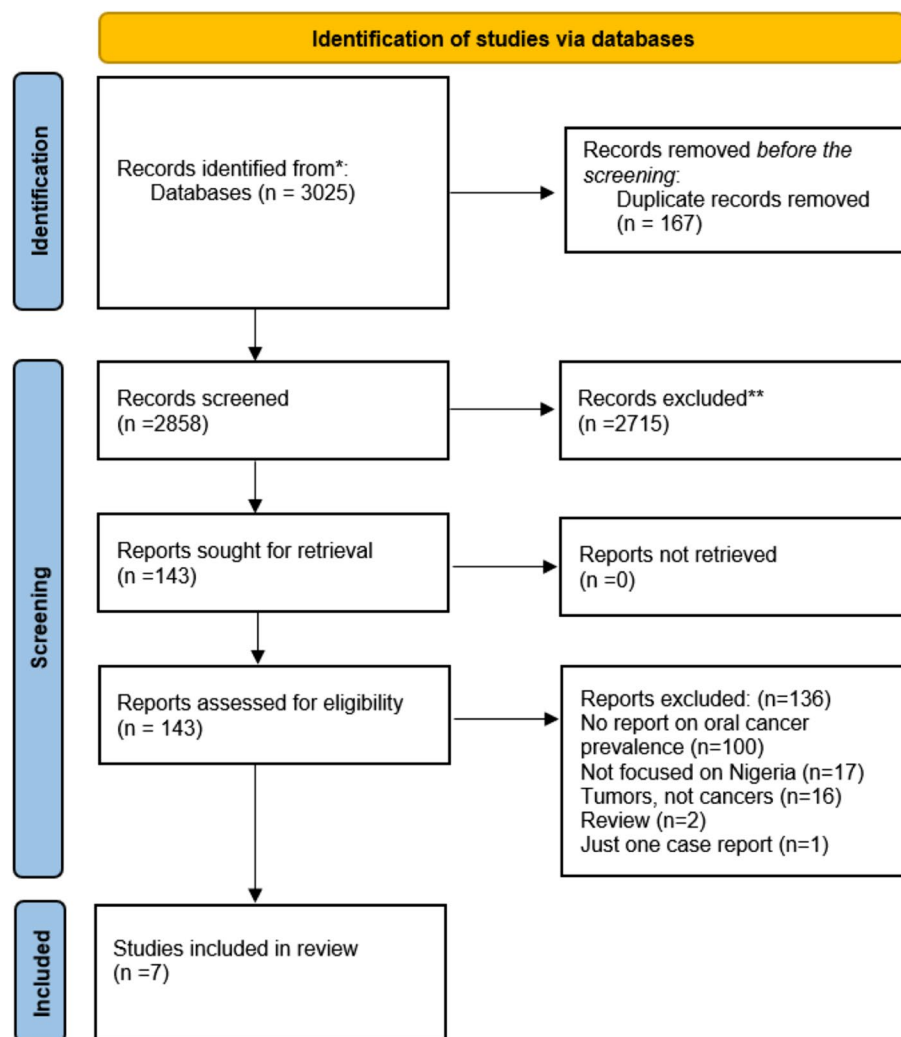 Identification of studies via databases
Identification
Records identified from*:
Databases (n = 3025)
Records removed before the
screening:
Duplicate records removed
(n = 167)
Screening
Records screened
(n =2858)
Records excluded**
(n =2715)
Reports sought for retrieval
(n =143)
Reports not retrieved
(n =0)
Reports assessed for eligibility
(n = 143)
Reports excluded: (n=136)
No report on oral cancer
prevalence (n=100)
Not focused on Nigeria (n=17)
Tumors, not cancers (n=16)
Review (n=2)
Just one case report (n=1)
Included
Studies included in review
(n =7)